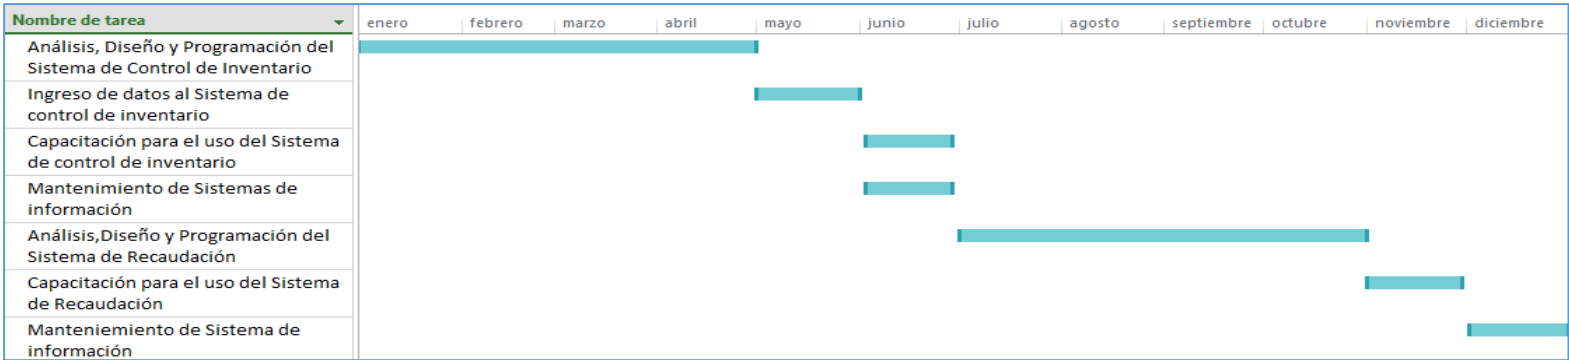 Nombre de tarea
enero febrero marzo abril mayo junio julio agosto septiembre octubre noviembre diciembre
Análisis, Diseño y Programación del
Sistema de Control de Inventario
Ingreso de datos al Sistema de
control de inventario
Capacitación para el uso del Sistema
de control de inventario
Mantenimiento de Sistemas de
información
Análisis,Diseño y Programación del
Sistema de Recaudación
Capacitación para el uso del Sistema
de Recaudación
Manteniemiento de Sistema de
información